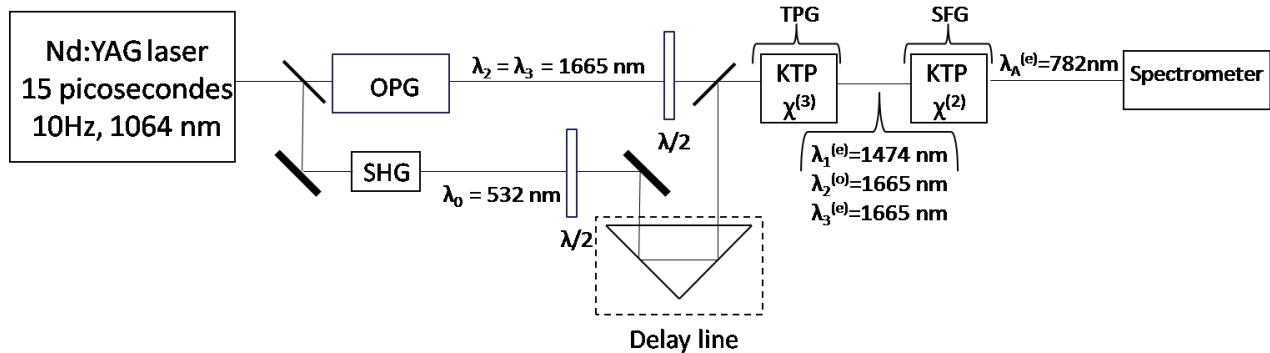 Nd:YAG laser
15 picosecondes
10Hz, 1064 nm
OPG
λ₂ = λ₃ = 1665 nm
λ/2
SHG
λ₀ = 532 nm
λ/2
Delay line
TPG
KTP
χ⁽³⁾
SFG
KTP
χ⁽²⁾
λ₁⁽ᵉ⁾=1474 nm
λ₂⁽ᵒ⁾=1665 nm
λ₃⁽ᵉ⁾=1665 nm
λA⁽ᵉ⁾=782nm
Spectrometer